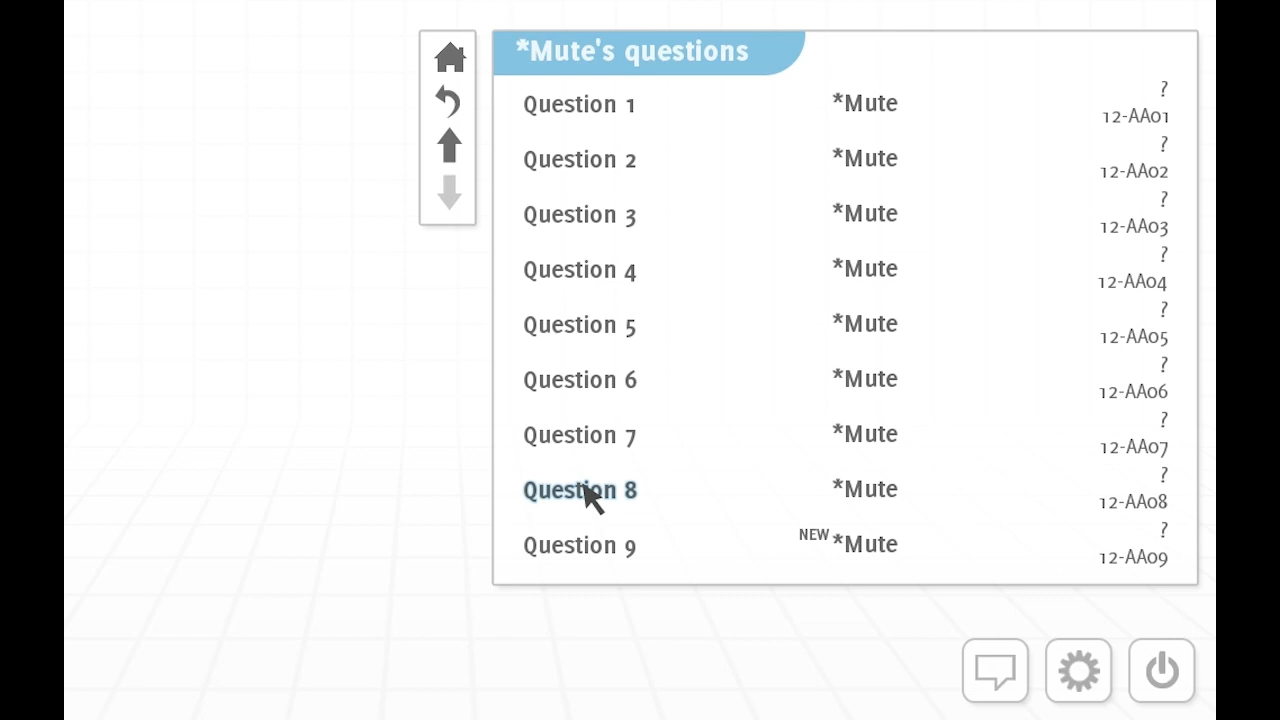 *Mute's questions
Question 1 *Mute ?
12-AA01
Question 2 *Mute ?
12-AA02
Question 3 *Mute ?
12-AA03
Question 4 *Mute ?
12-AA04
Question 5 *Mute ?
12-AA05
Question 6 *Mute ?
12-AA06
Question 7 *Mute ?
12-AA07
Question 8 *Mute ?
12-AA08
Question 9 NEW *Mute ?
12-AA09